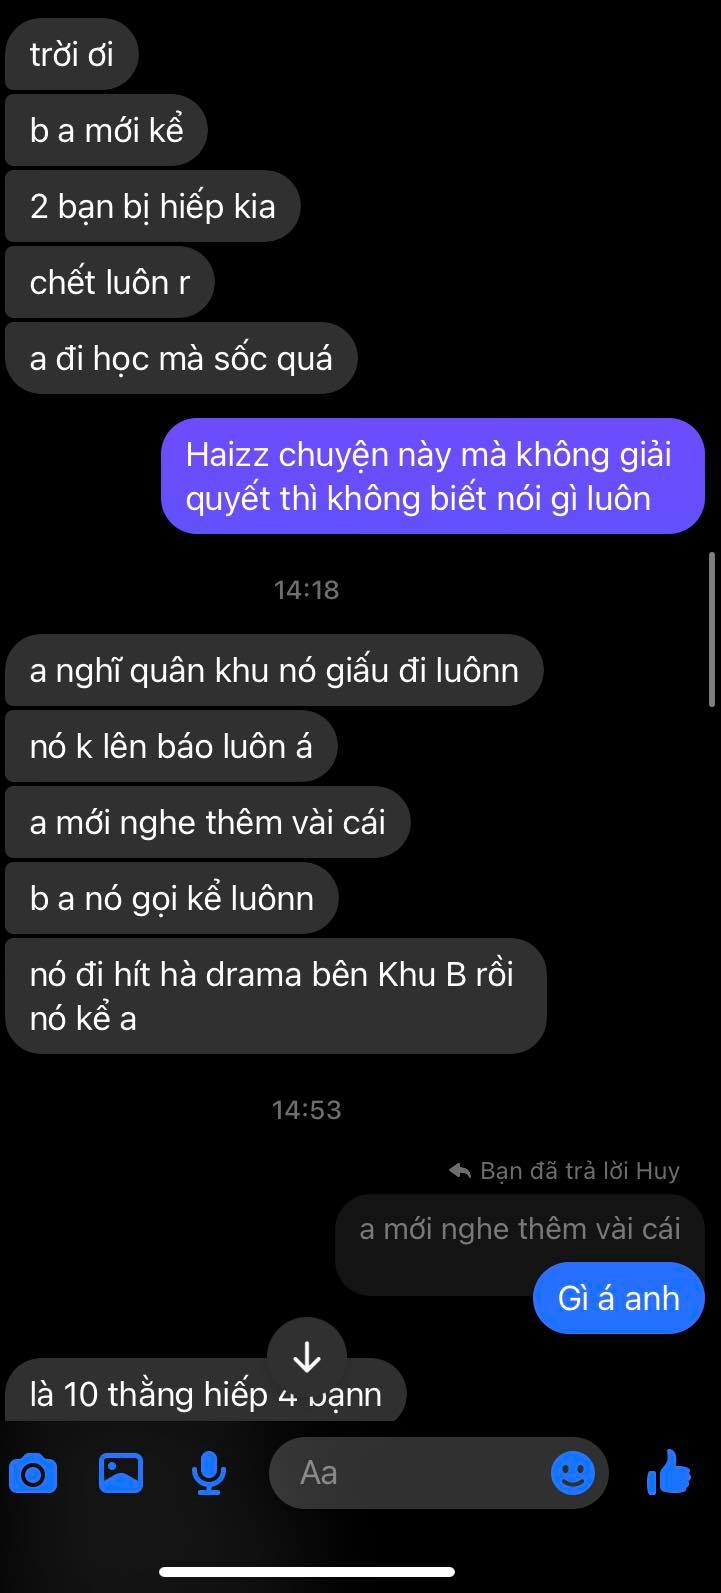 trời ơi
b a mới kể
2 bạn bị hiếp kia
chết luôn r
a đi học mà sốc quá
Haizz chuyện này mà không giải
quyết thì không biết nói gì luôn
14:18
a nghĩ quân khu nó giấu đi luônn
nó k lên báo luôn á
a mới nghe thêm vài cái
b a nó gọi kể luônn
nó đi hít hà drama bên Khu B rồi
nó kể a
14:53
Bạn đã trả lời Huy
a mới nghe thêm vài cái
Gì á anh
là 10 thằng hiếp 4 bạnn
Aa